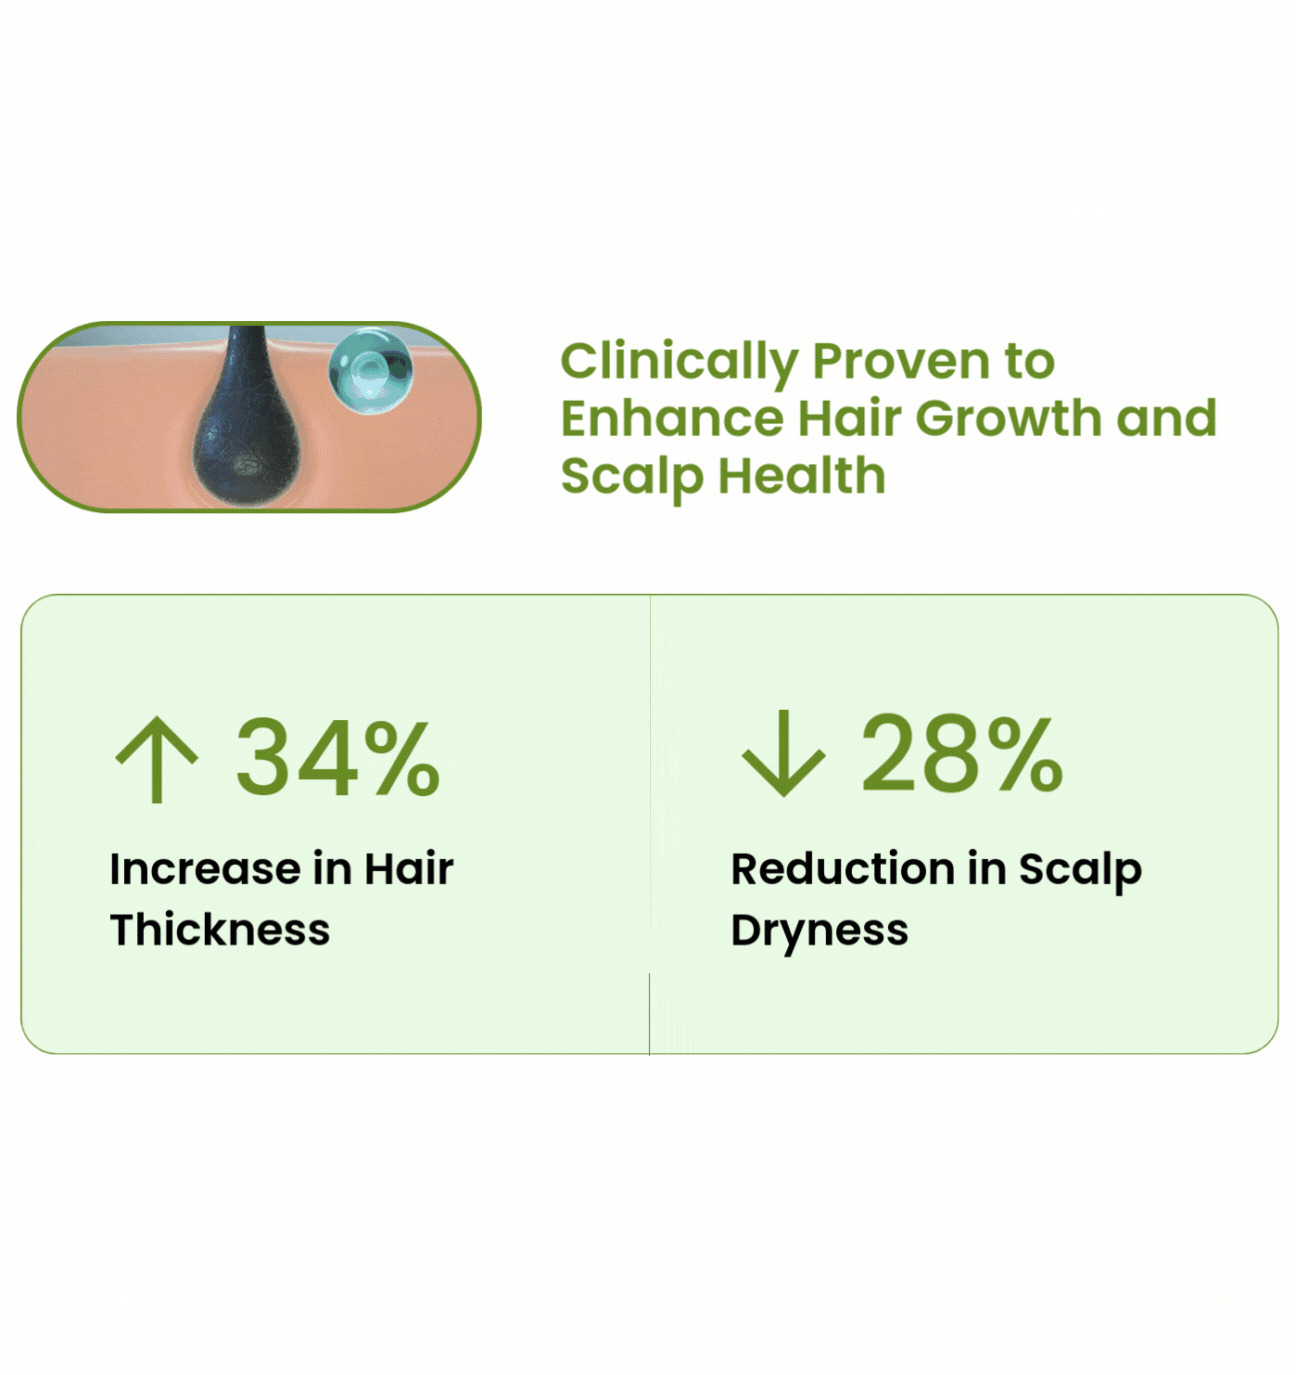 Clinically Proven to
Enhance Hair Growth and
Scalp Health
↑ 34%
Increase in Hair
Thickness
↓ 28%
Reduction in Scalp
Dryness